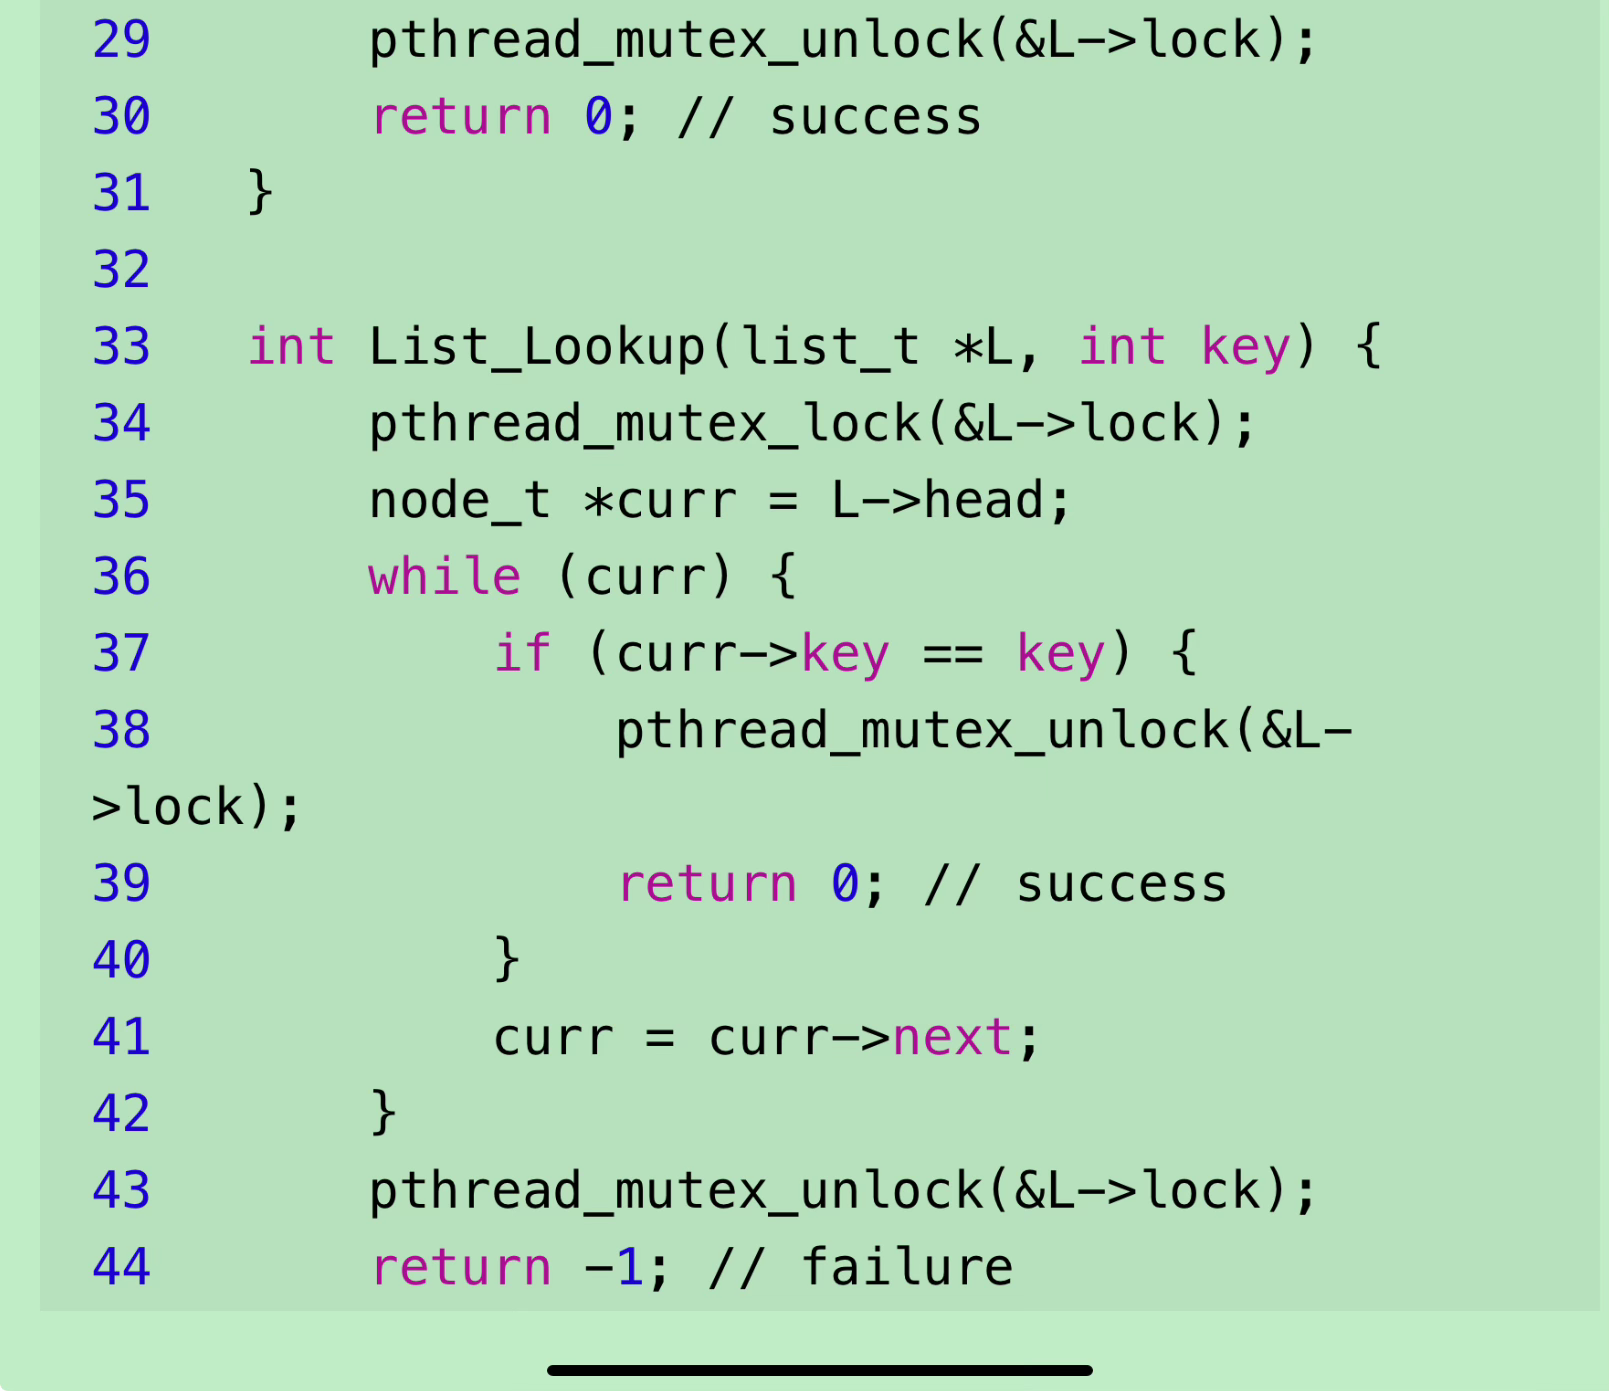 29       pthread_mutex_unlock(&L->lock);
30       return 0; // success
31   }
32
33   int List_Lookup(list_t *L, int key) {
34       pthread_mutex_lock(&L->lock);
35       node_t *curr = L->head;
36       while (curr) {
37           if (curr->key == key) {
38               pthread_mutex_unlock(&L-
>lock);
39               return 0; // success
40           }
41           curr = curr->next;
42       }
43       pthread_mutex_unlock(&L->lock);
44       return -1; // failure